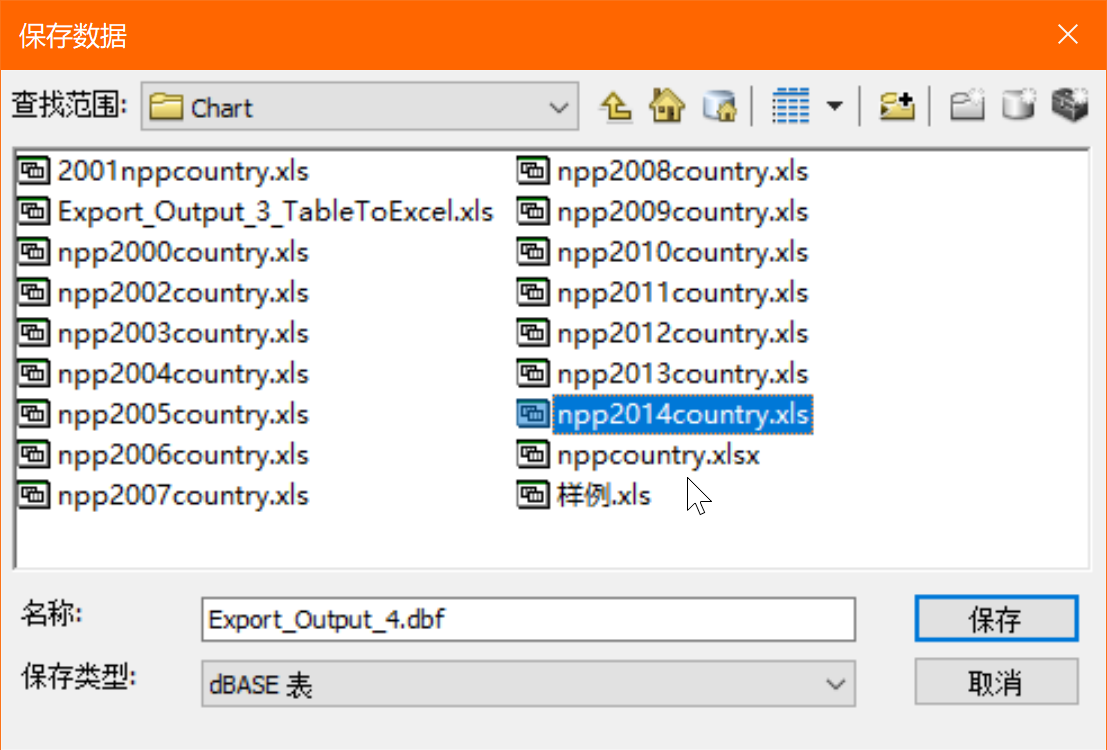 保存数据
查找范围: Chart
2001nppcountry.xls
Export_Output_3_TableToExcel.xls
npp2000country.xls
npp2002country.xls
npp2003country.xls
npp2004country.xls
npp2005country.xls
npp2006country.xls
npp2007country.xls
npp2008country.xls
npp2009country.xls
npp2010country.xls
npp2011country.xls
npp2012country.xls
npp2013country.xls
npp2014country.xls
nppcountry.xlsx
样例.xls
名称: Export_Output_4.dbf 保存
保存类型: dBASE 表 取消